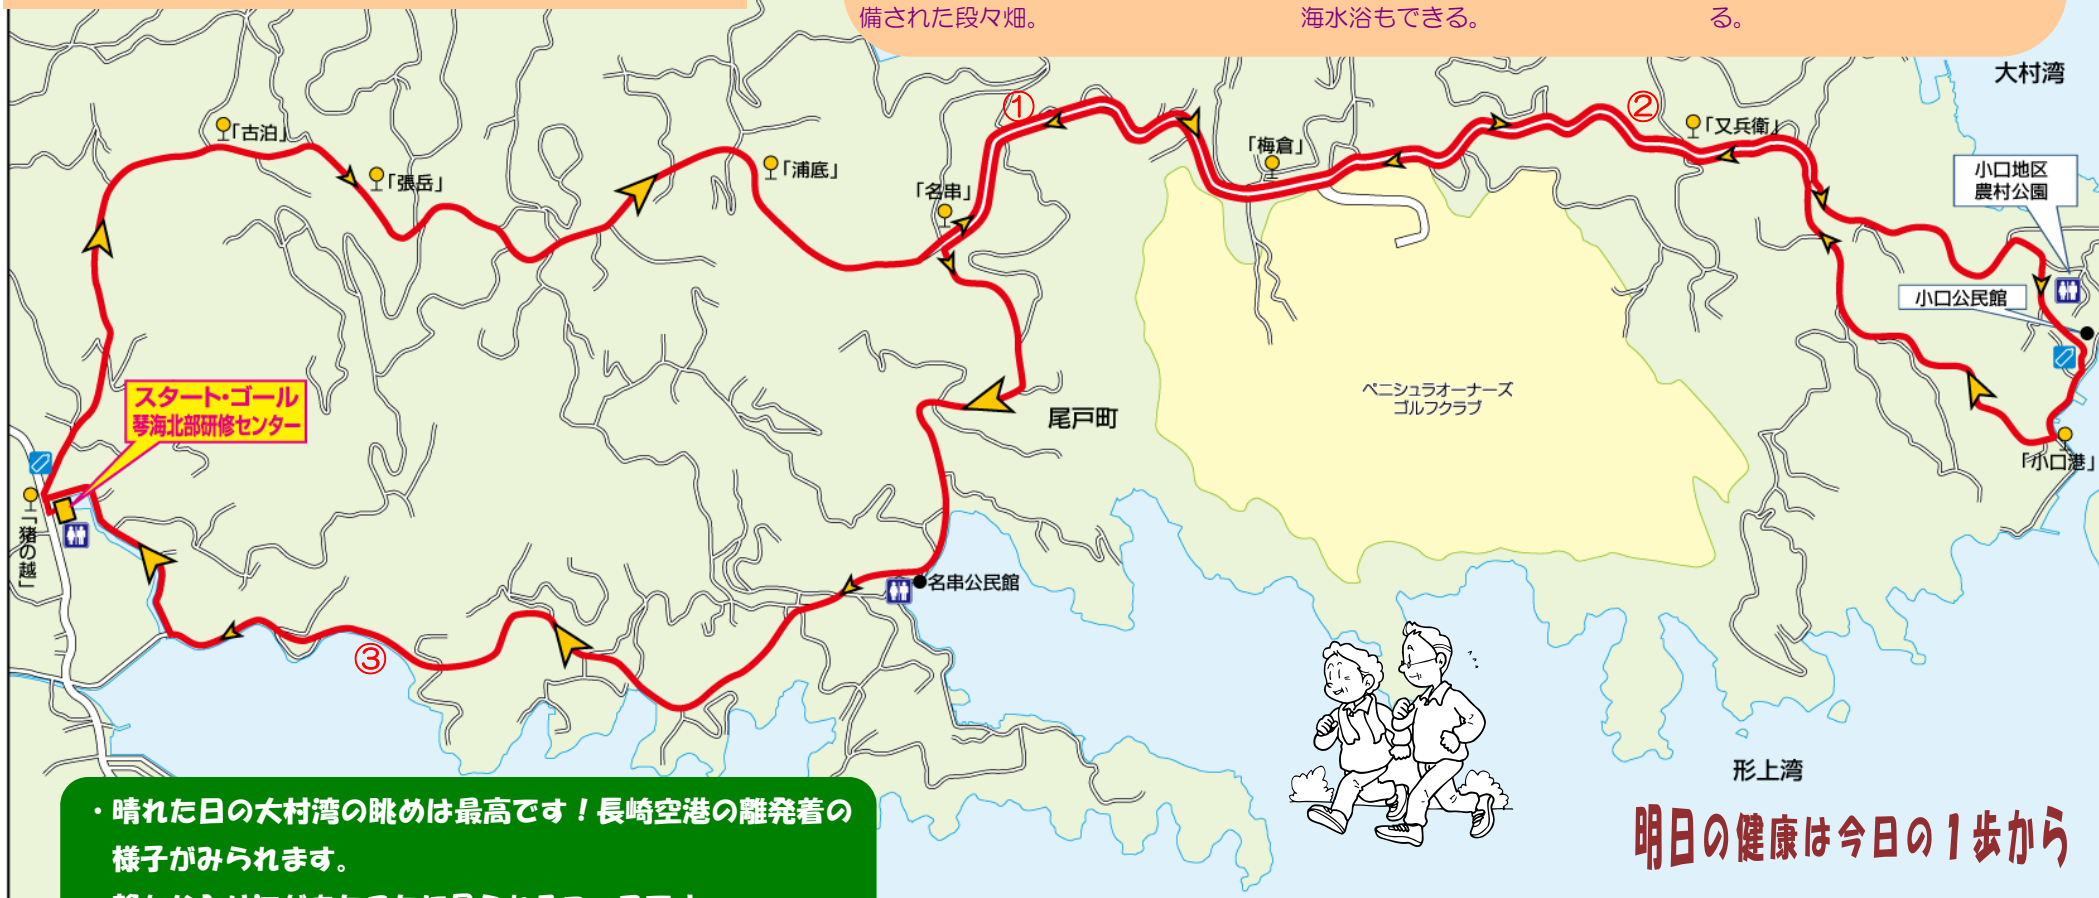 備された段々畑。
海水浴もできる。
る。
大村湾
①
②
「古泊」
「張岳」
「浦底」
「名串」
「梅倉」
「又兵衛」
小口地区
農村公園
小口公民館
スタート・ゴール
琴海北部研修センター
ペニシュラオーナーズ
ゴルフクラブ
尾戸町
「小口港」
「猪の越」
名串公民館
③
形上湾
・晴れた日の大村湾の眺めは最高です！長崎空港の離発着の
様子がみられます。
明日の健康は今日の1歩から